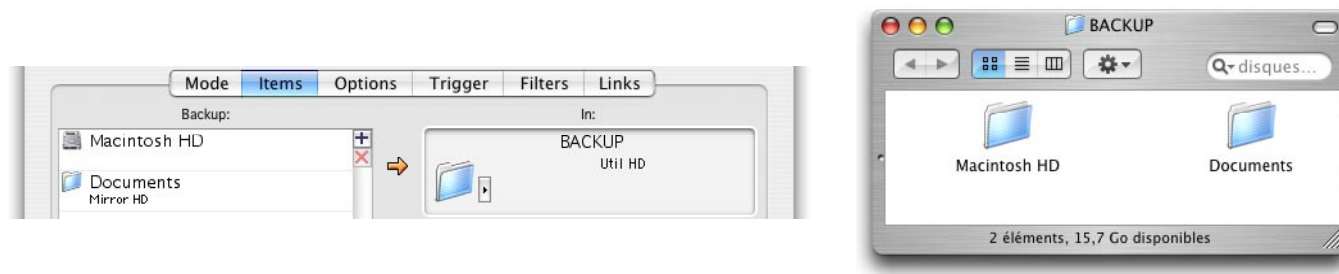 Mode Items Options Trigger Filters Links
Backup:
Macintosh HD
Documents
Mirror HD
In:
BACKUP
Util HD
BACKUP
disques...
Macintosh HD
Documents
2 éléments, 15,7 Go disponibles